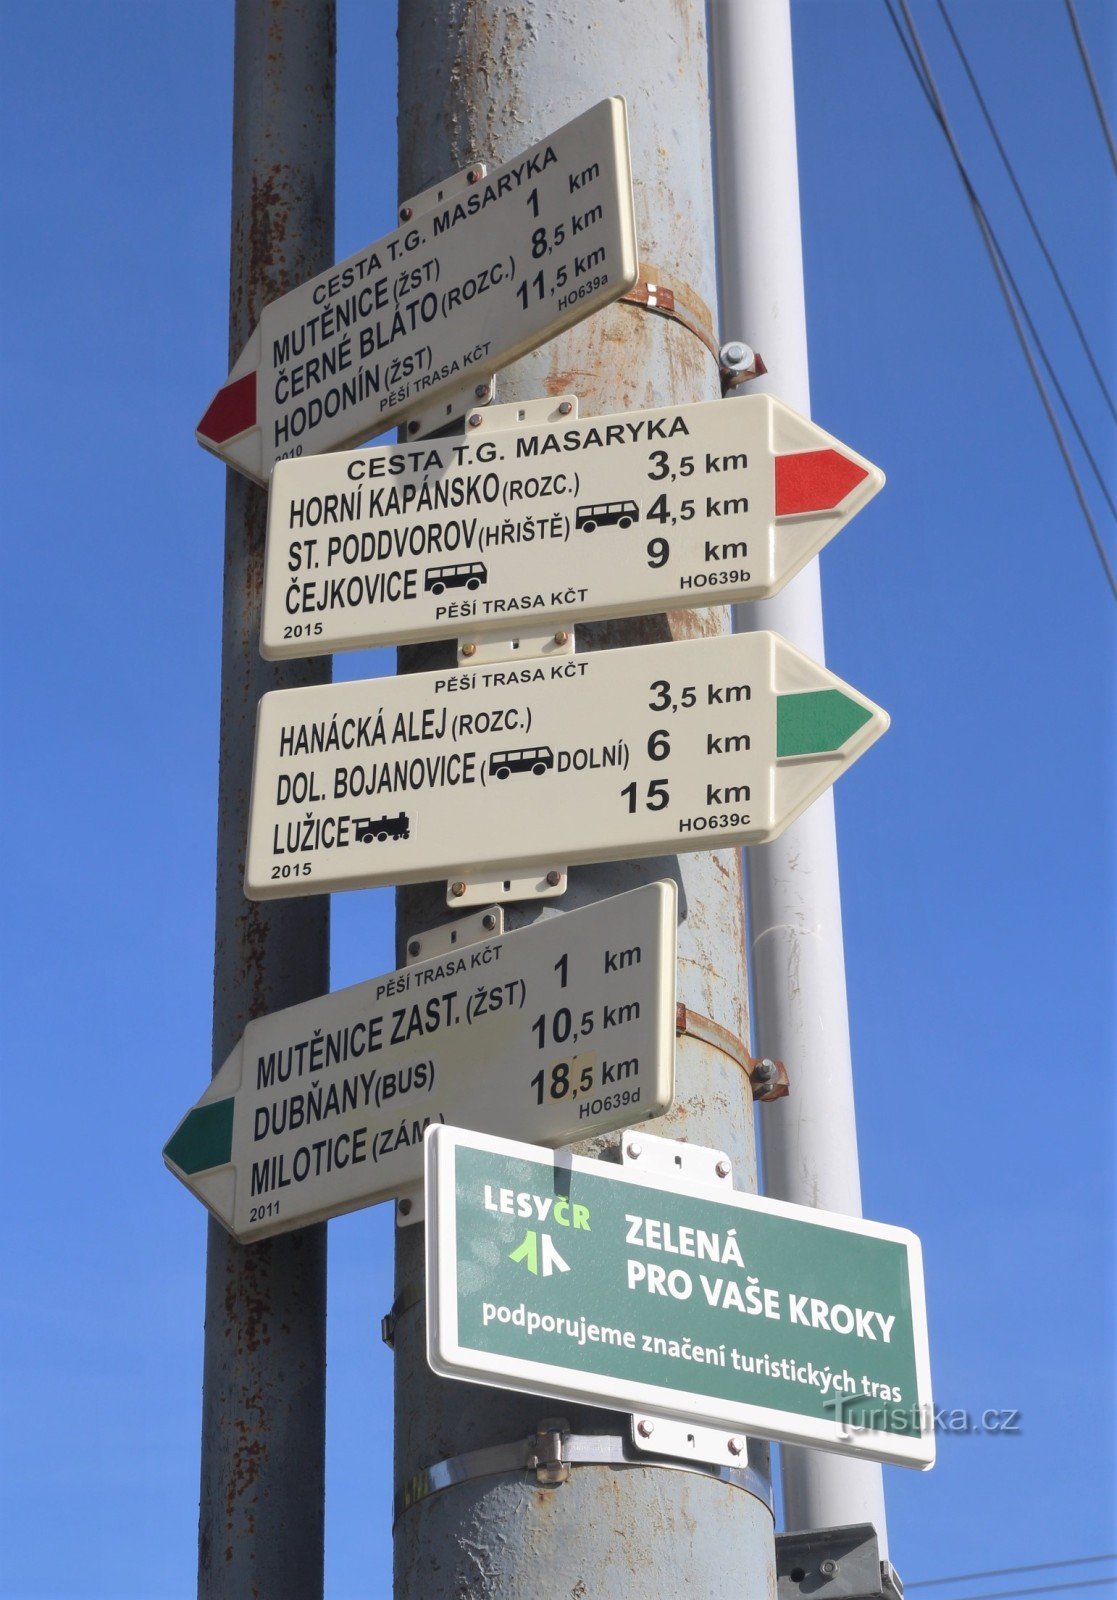 CESTA T.G. MASARYKA
MUTĚNICE (ŽST) 1 km
ČERNÉ BLÁTO (ROZC.) 8,5 km
HODONÍN (ŽST) 11,5 km
PĚŠÍ TRASA KČT HO639a
2010
CESTA T.G. MASARYKA
HORNÍ KAPÁNSKO (ROZC.) 3,5 km
ST. PODDVOROV (HŘIŠTĚ) 4,5 km
ČEJKOVICE 9 km
2015 PĚŠÍ TRASA KČT HO639b
PĚŠÍ TRASA KČT
HANÁCKÁ ALEJ (ROZC.) 3,5 km
DOL. BOJANOVICE ( DOLNÍ) 6 km
LUŽICE 15 km
2015 HO639c
PĚŠÍ TRASA KČT
MUTĚNICE ZAST. (ŽST) 1 km
DUBŇANY (BUS) 10,5 km
MILOTICE (ZÁM.) 18,5 km
2011 HO639d
LESYČR
ZELENÁ
PRO VAŠE KROKY
podporujeme značení turistických tras
Turistika.cz